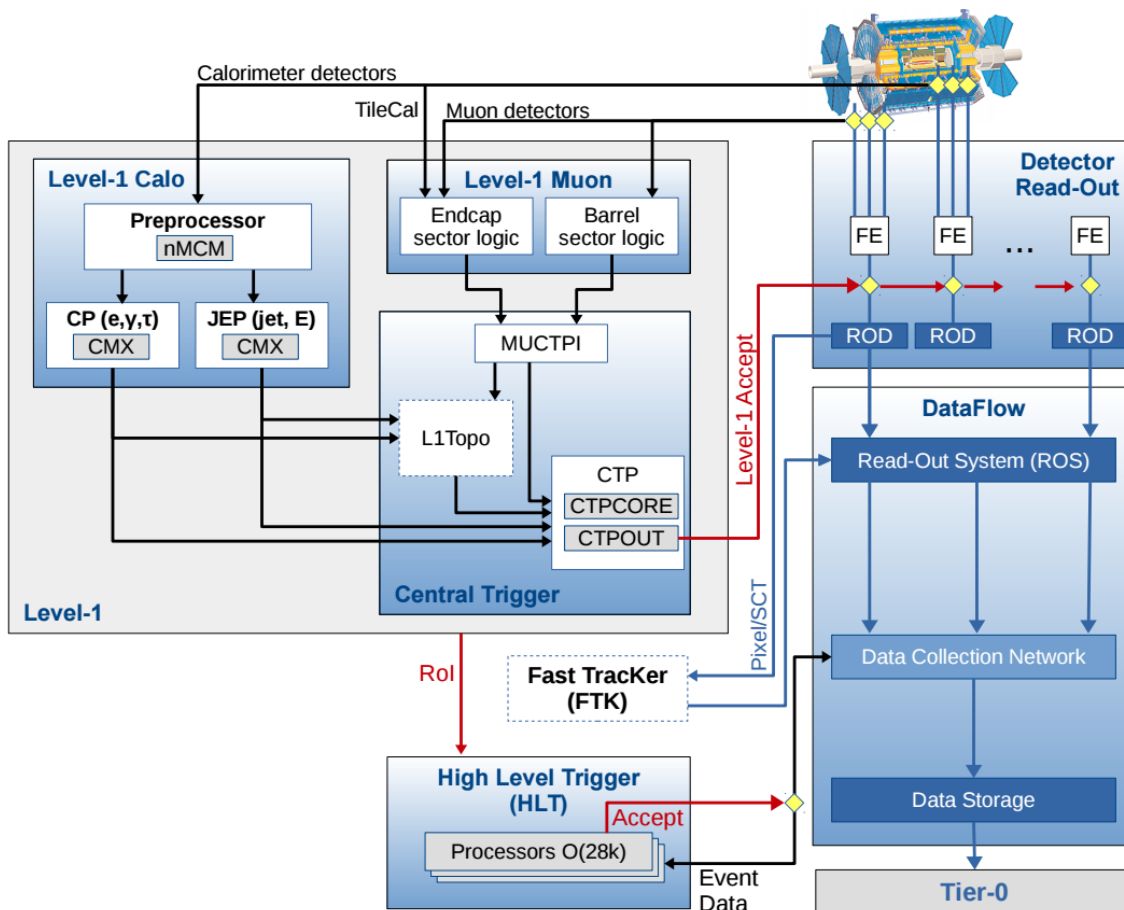 Calorimeter detectors
TileCal
Muon detectors
Detector
Read-Out
Level-1 Calo
Level-1 Muon
Preprocessor
nMCM
Endcap
sector logic
Barrel
sector logic
FE
FE
...
FE
CP (e,γ,τ)
CMX
JEP (jet, E)
CMX
MUCTPI
ROD
ROD
ROD
Level-1 Accept
DataFlow
L1Topo
Read-Out System (ROS)
CTP
CTPCORE
CTPOUT
Central Trigger
Level-1
Pixel/SCT
RoI
Fast TracKer
(FTK)
Data Collection Network
High Level Trigger
(HLT)
Accept
Data Storage
Processors O(28k)
Event
Data
Tier-0